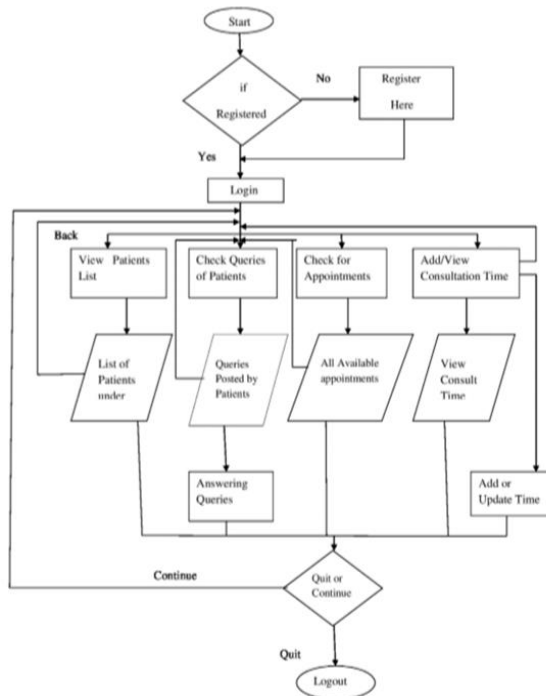 Start
if
Registered
No
Register
Here
Yes
Login
Back
View Patients
List
Check Queries
of Patients
Check for
Appointments
Add/View
Consultation Time
List of
Patients
under
Queries
Posted by
Patients
All Available
appointments
View
Consult
Time
Answering
Queries
Add or
Update Time
Continue
Quit or
Continue
Quit
Logout